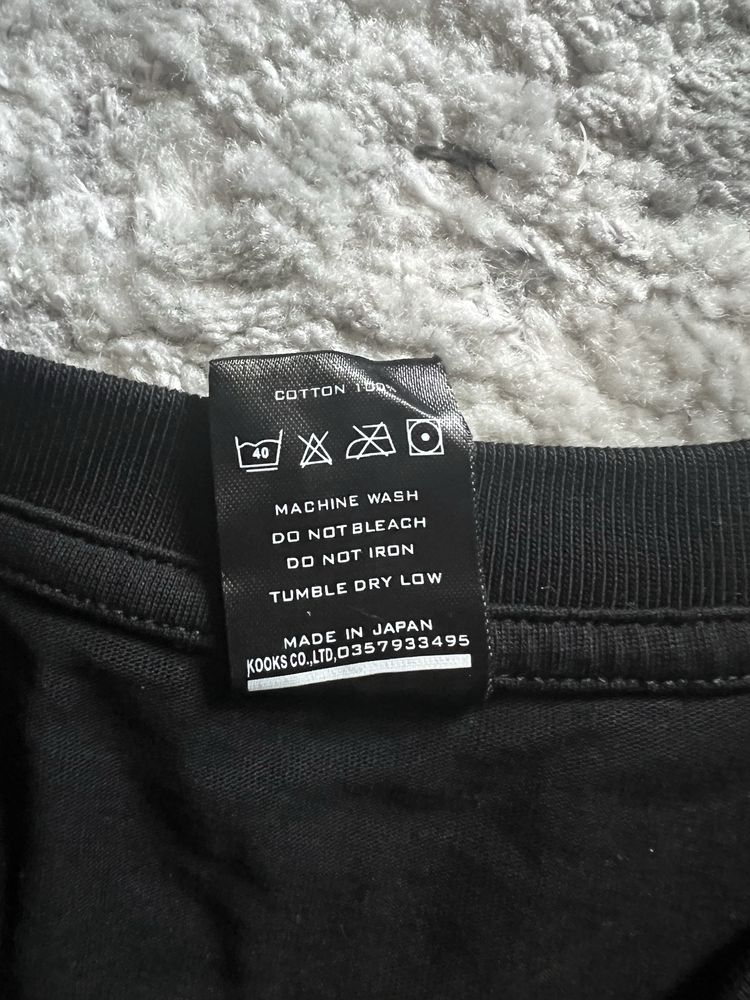 COTTON 100%
40
MACHINE WASH
DO NOT BLEACH
DO NOT IRON
TUMBLE DRY LOW
MADE IN JAPAN
KOOKS CO.,LTD,0357933495